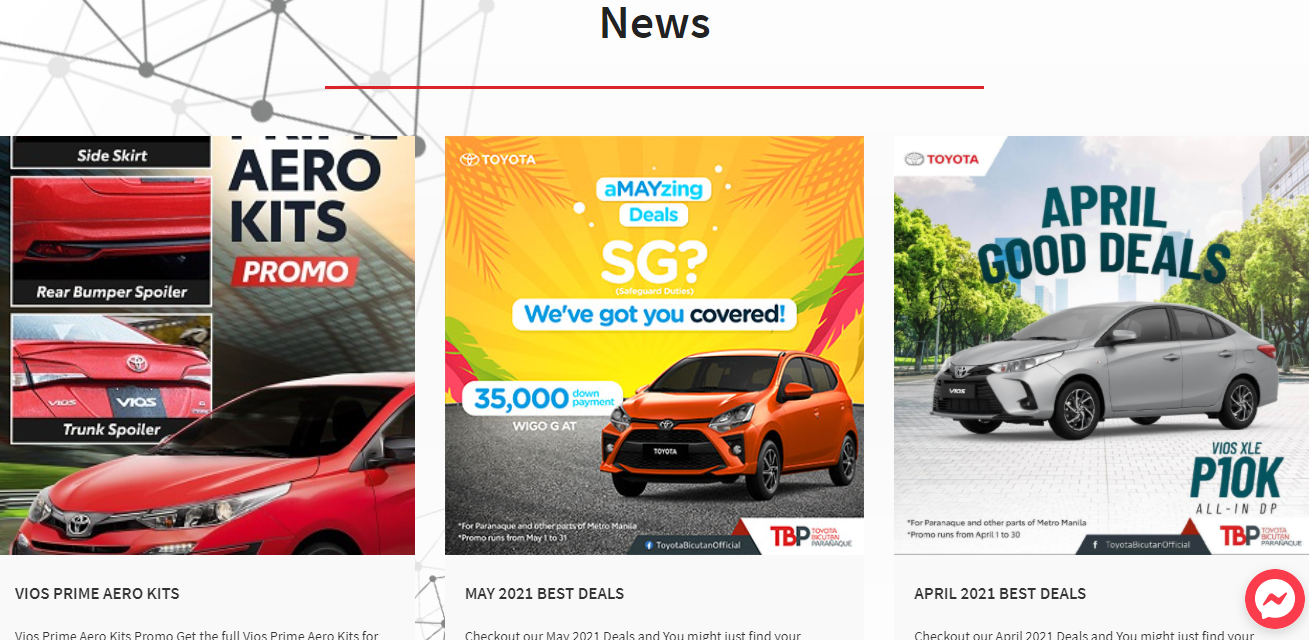 News
Side Skirt
Rear Bumper Spoiler
Trunk Spoiler
VIOS
VIOS
PRIME
AERO
KITS
PROMO
VIOS PRIME AERO KITS
Vios Prime Aero Kits Promo Get the full Vios Prime Aero Kits for
TOYOTA
aMAYzing
Deals
SG?
(Safeguard Duties)
We've got you covered!
35,000 down payment
WIGO G AT
TOYOTA
*For Paranaque and other parts of Metro Manila
*Promo runs from May 1 to 31
ToyotaBicutanOfficial
TBP TOYOTA BICUTAN PARAÑAQUE
MAY 2021 BEST DEALS
Checkout our May 2021 Deals and You might just find your
TOYOTA
APRIL
GOOD DEALS
VIOS
VIOS XLE
P10K
ALL-IN DP
*For Paranaque and other parts of Metro Manila
*Promo runs from April 1 to 30
ToyotaBicutanOfficial
TBP TOYOTA BICUTAN PARAÑAQUE
APRIL 2021 BEST DEALS
Checkout our April 2021 Deals and You might just find your